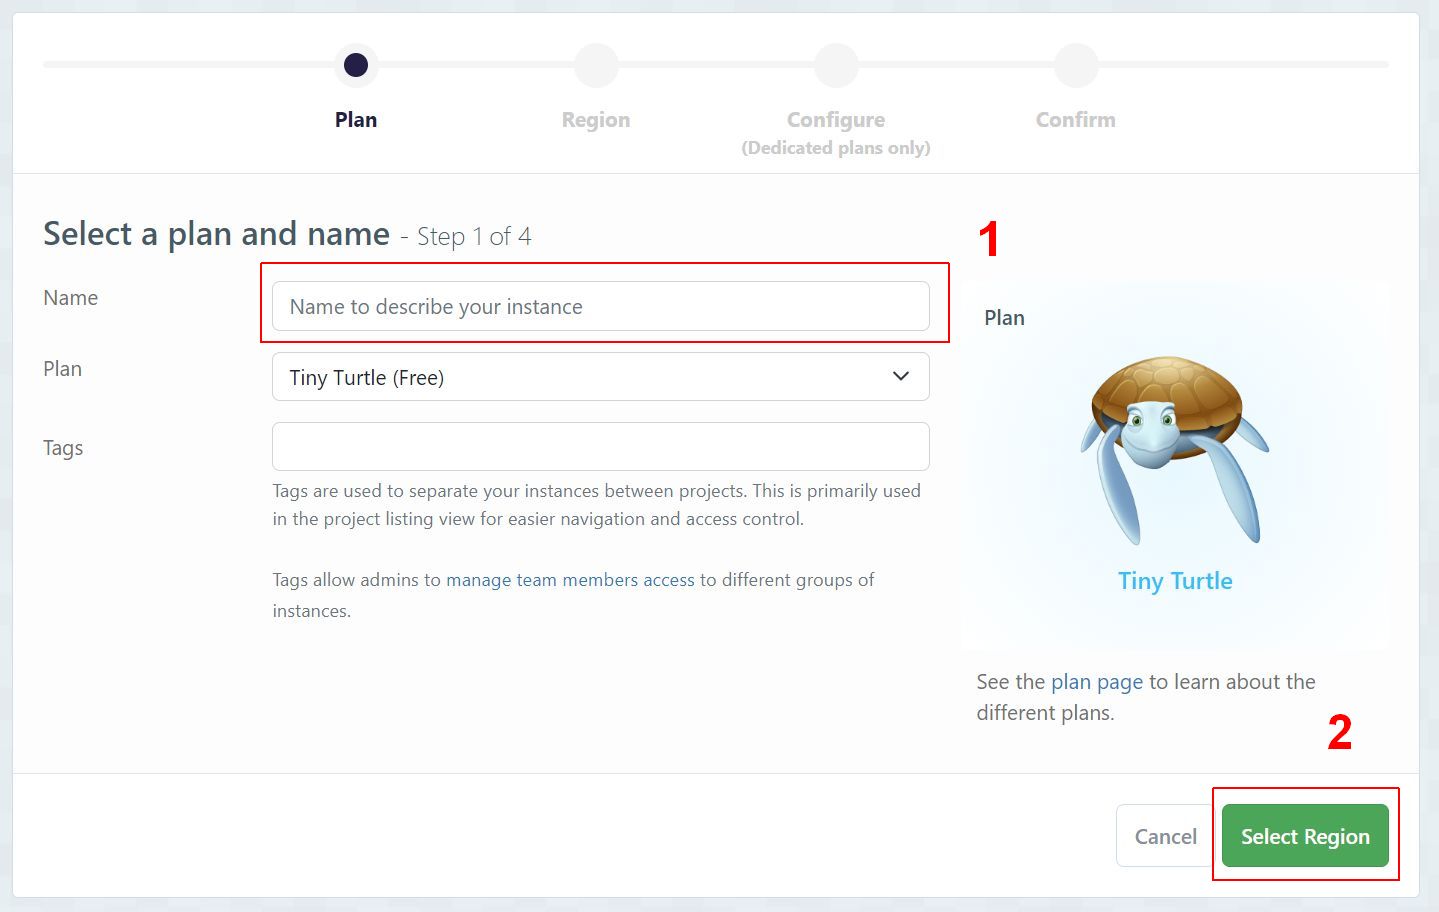 Plan
Region
Configure
(Dedicated plans only)
Confirm
Select a plan and name - Step 1 of 4
1
Name
Name to describe your instance
Plan
Tiny Turtle (Free)
Tags
Tags are used to separate your instances between projects. This is primarily used
in the project listing view for easier navigation and access control.
Tags allow admins to manage team members access to different groups of
instances.
Plan
Tiny Turtle
See the plan page to learn about the
different plans.
2
Cancel
Select Region